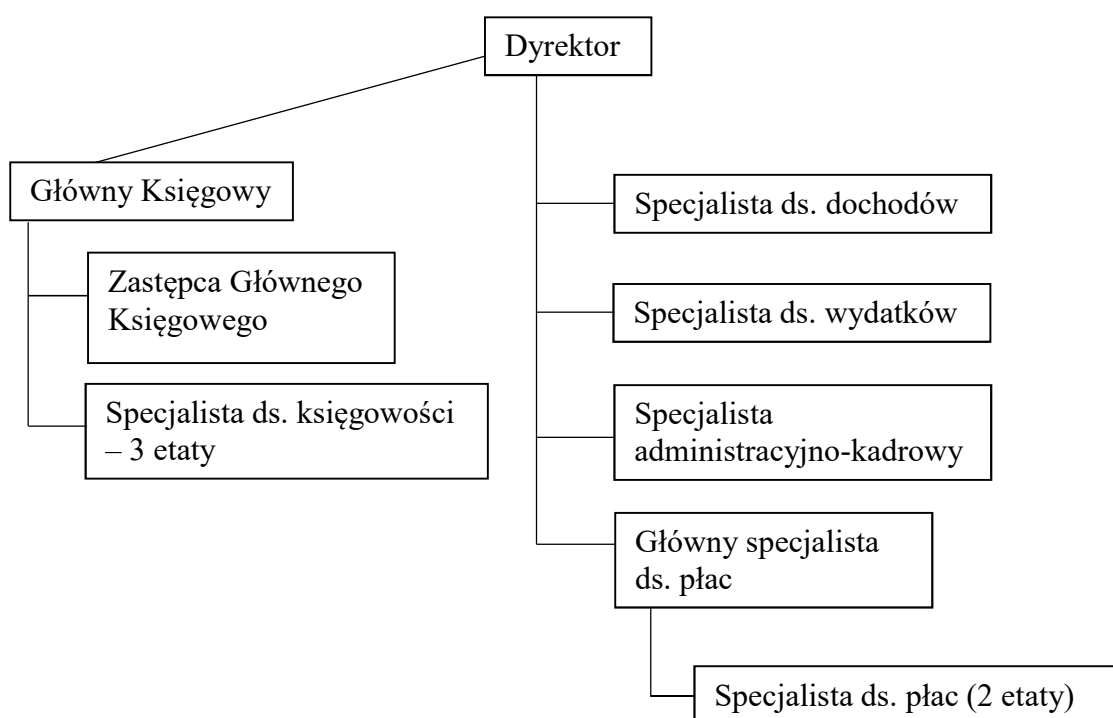 Dyrektor
Główny Księgowy
Zastępca Głównego
Księgowego
Specjalista ds. księgowości
– 3 etaty
Specjalista ds. dochodów
Specjalista ds. wydatków
Specjalista
administracyjno-kadrowy
Główny specjalista
ds. płac
Specjalista ds. płac (2 etaty)